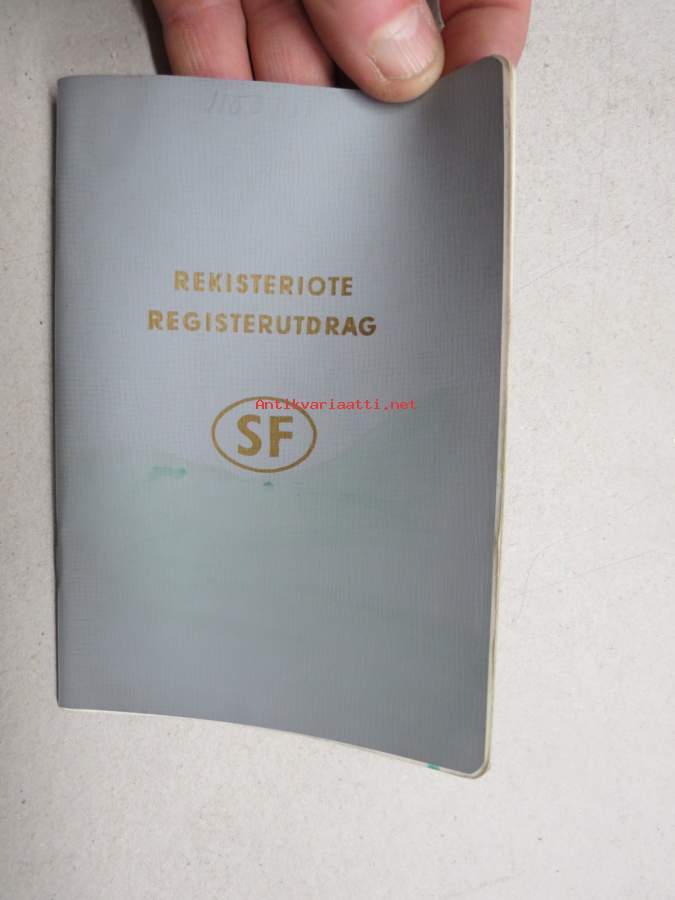 REKISTERIOTE
REGISTERUTDRAG
Antikvariaatti.net
SF